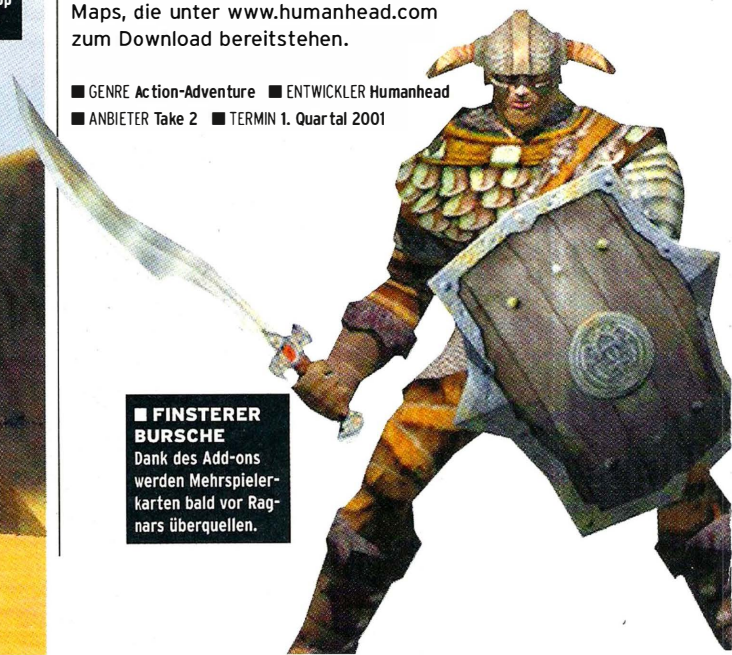 Maps, die unter www.humanhead.com
zum Download bereitstehen.
■ GENRE Action-Adventure ■ ENTWICKLER Humanhead
■ ANBIETER Take 2 ■ TERMIN 1. Quartal 2001
■ FINSTERER
BURSCHE
Dank des Add-ons
werden Mehrspieler-
karten bald vor Rag-
nars überquellen.